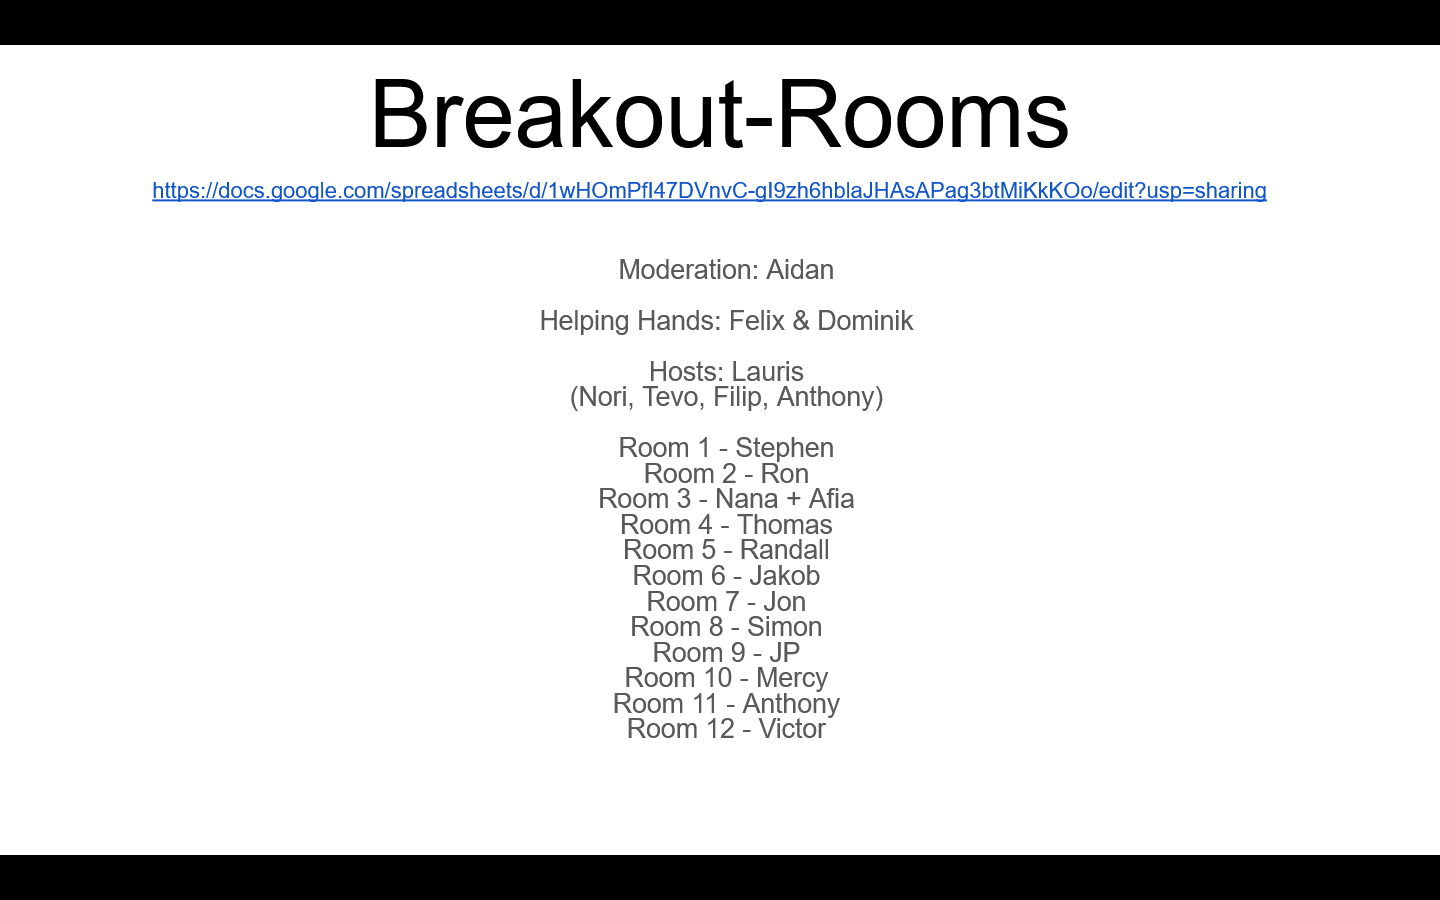 Breakout-Rooms
https://docs.google.com/spreadsheets/d/1wHOmPfI47DVnvC-gI9zh6hblaJHAsAPag3btMiKkKOo/edit?usp=sharing
Moderation: Aidan
Helping Hands: Felix & Dominik
Hosts: Lauris
(Nori, Tevo, Filip, Anthony)
Room 1 - Stephen
Room 2 - Ron
Room 3 - Nana + Afia
Room 4 - Thomas
Room 5 - Randall
Room 6 - Jakob
Room 7 - Jon
Room 8 - Simon
Room 9 - JP
Room 10 - Mercy
Room 11 - Anthony
Room 12 - Victor